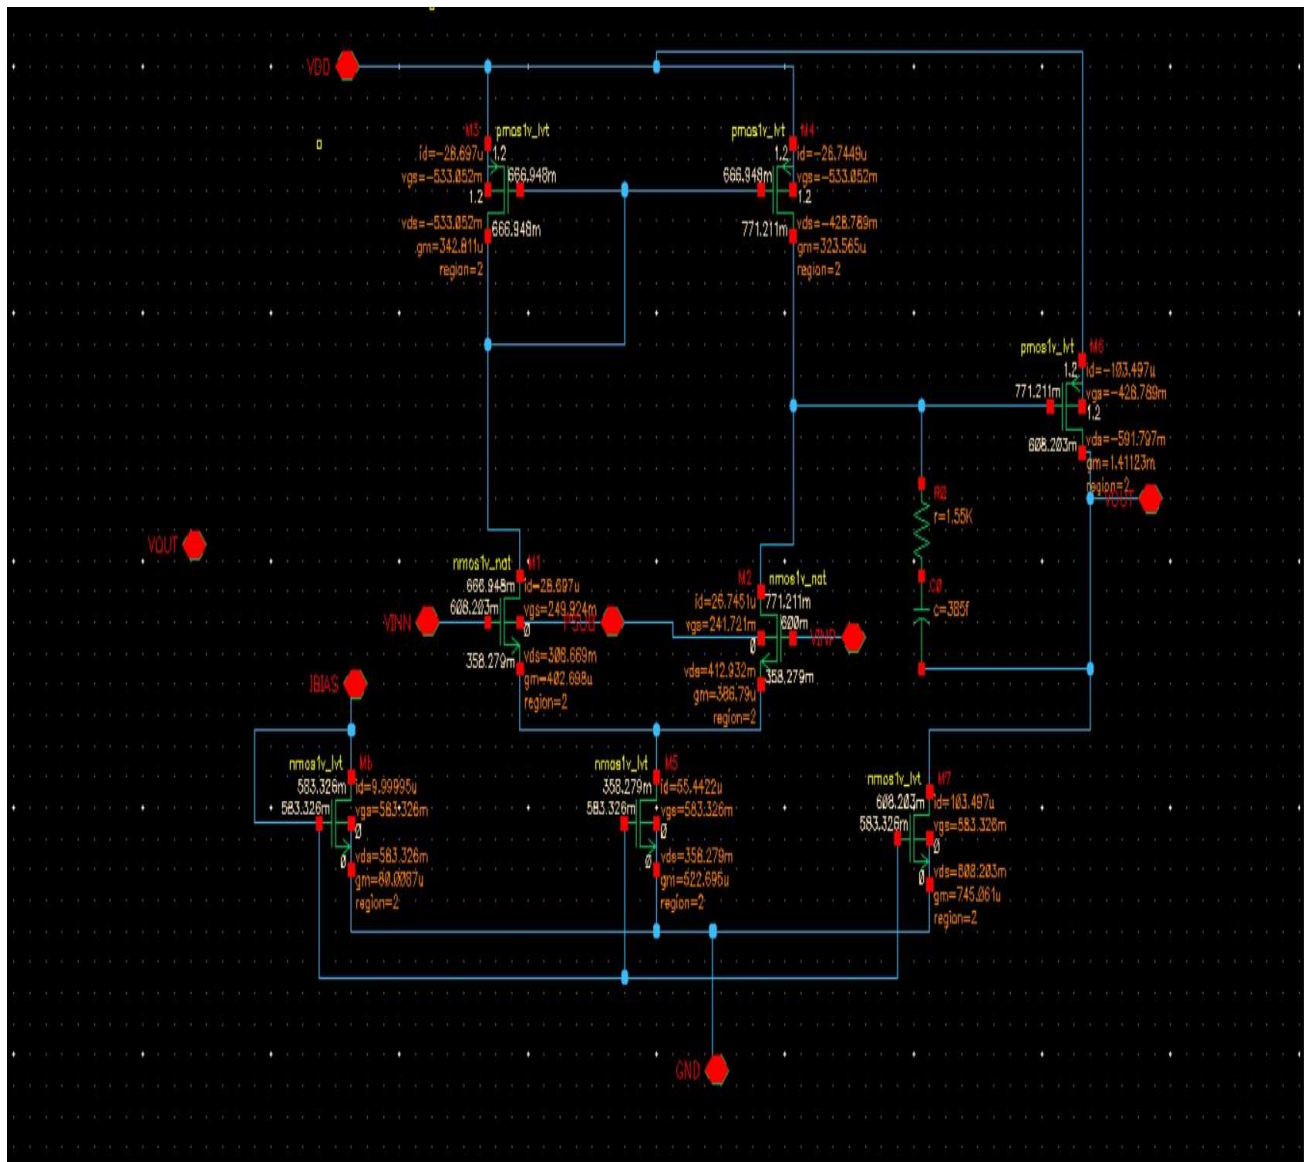 VDD
M3
pmos1v_lvt
id=-28.697u
1.2
vgs=-533.052m
666.948m
1.2
vds=-533.052m
666.948m
gm=342.811u
region=2
pmos1v_lvt
M4
1.2
id=-26.7449u
666.948m
vgs=-533.052m
1.2
vds=-428.789m
771.211m
gm=323.565u
region=2
pmos1v_lvt
M6
1.2
id=-103.497u
771.211m
vgs=-428.789m
1.2
vds=-591.797m
608.203m
gm=1.41123m
region=2
VOUT
R0
r=1.55K
C0
c=385f
VOUT
nmos1v_nat
M1
666.948m
id=28.697u
608.203m
vgs=249.924m
VINN
0
358.279m
vds=308.669m
gm=402.698u
region=2
M2
nmos1v_nat
id=26.7451u
771.211m
vgs=241.721m
600m
VINP
0
vds=412.932m
358.279m
gm=386.79u
region=2
IBIAS
nmos1v_lvt
Mb
583.326m
id=9.99995u
583.326m
vgs=583.326m
0
0
vds=583.326m
gm=80.0087u
region=2
nmos1v_lvt
M5
358.279m
id=55.4422u
583.326m
vgs=583.326m
0
0
vds=358.279m
gm=522.695u
region=2
nmos1v_lvt
M7
608.203m
id=103.497u
583.326m
vgs=583.326m
0
0
vds=608.203m
gm=745.061u
region=2
GND